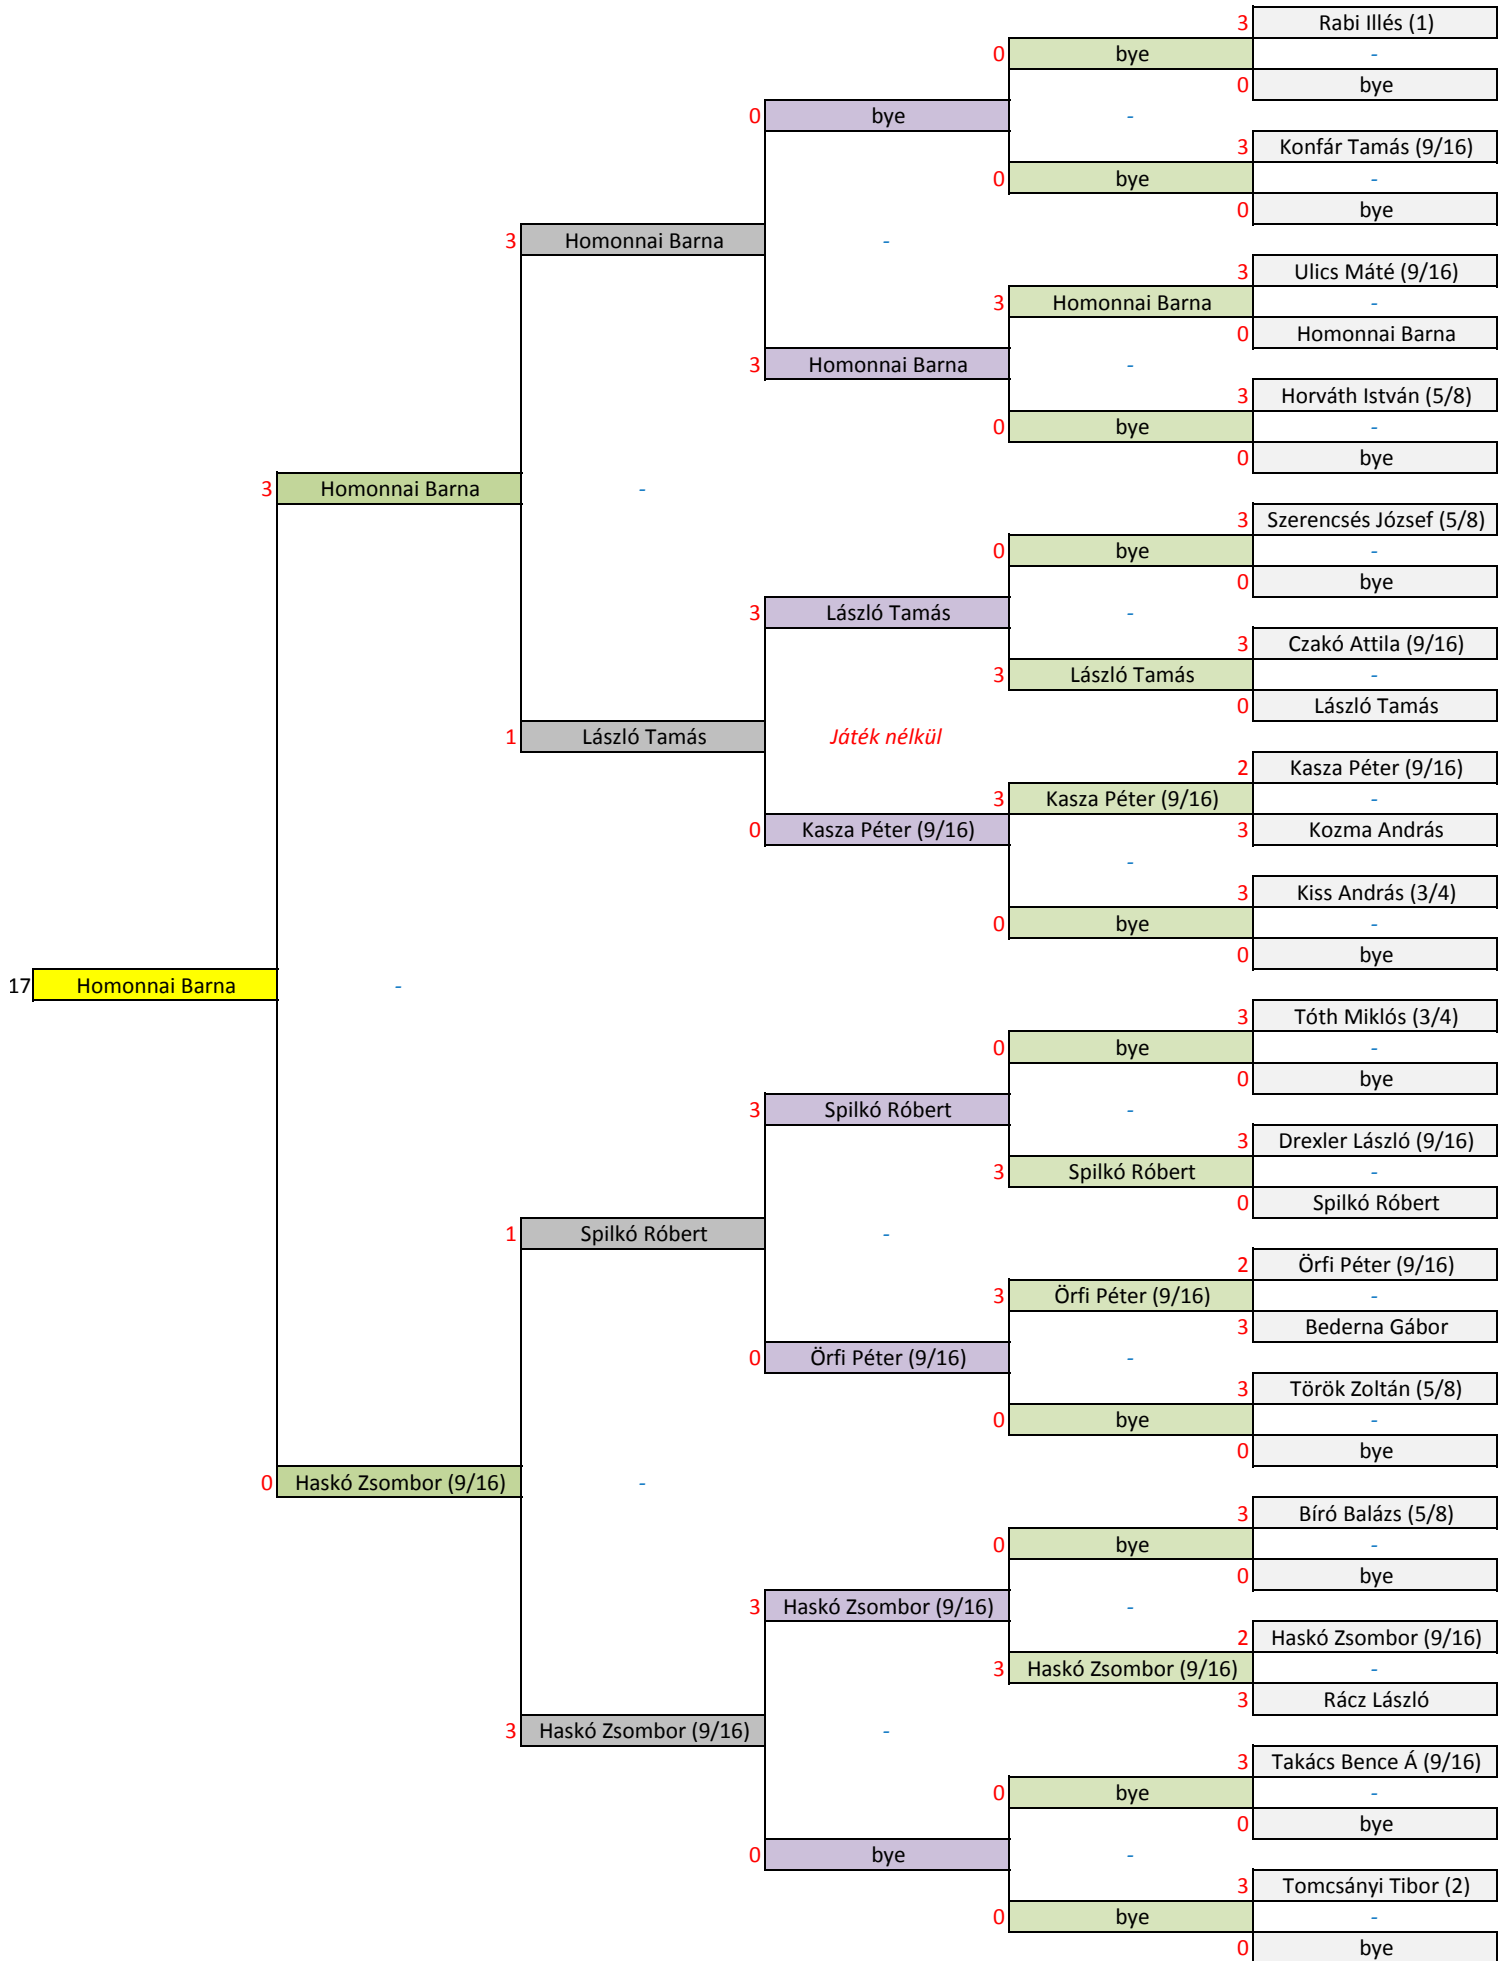 3 Rabi Illés (1)
0 bye -
0 bye
0 bye -
3 Konfár Tamás (9/16)
0 bye -
0 bye
3 Homonnai Barna -
3 Ulics Máté (9/16)
3 Homonnai Barna -
0 Homonnai Barna
3 Homonnai Barna -
3 Horváth István (5/8)
0 bye -
0 bye
3 Homonnai Barna -
3 Szerencsés József (5/8)
0 bye -
0 bye
3 László Tamás -
3 Czakó Attila (9/16)
3 László Tamás -
0 László Tamás
1 László Tamás Játék nélkül
2 Kasza Péter (9/16)
3 Kasza Péter (9/16) -
0 Kasza Péter (9/16) 3 Kozma András
-
3 Kiss András (3/4)
0 bye -
0 bye
17 Homonnai Barna -
3 Tóth Miklós (3/4)
0 bye -
0 bye
3 Spilkó Róbert -
3 Drexler László (9/16)
3 Spilkó Róbert -
0 Spilkó Róbert
1 Spilkó Róbert -
2 Örfi Péter (9/16)
3 Örfi Péter (9/16) -
3 Bederna Gábor
0 Örfi Péter (9/16) -
3 Török Zoltán (5/8)
0 bye -
0 bye
0 Haskó Zsombor (9/16) -
3 Bíró Balázs (5/8)
0 bye -
0 bye
3 Haskó Zsombor (9/16) -
2 Haskó Zsombor (9/16)
3 Haskó Zsombor (9/16) -
3 Rácz László
3 Haskó Zsombor (9/16) -
3 Takács Bence Á (9/16)
0 bye -
0 bye
0 bye -
3 Tomcsányi Tibor (2)
0 bye -
0 bye